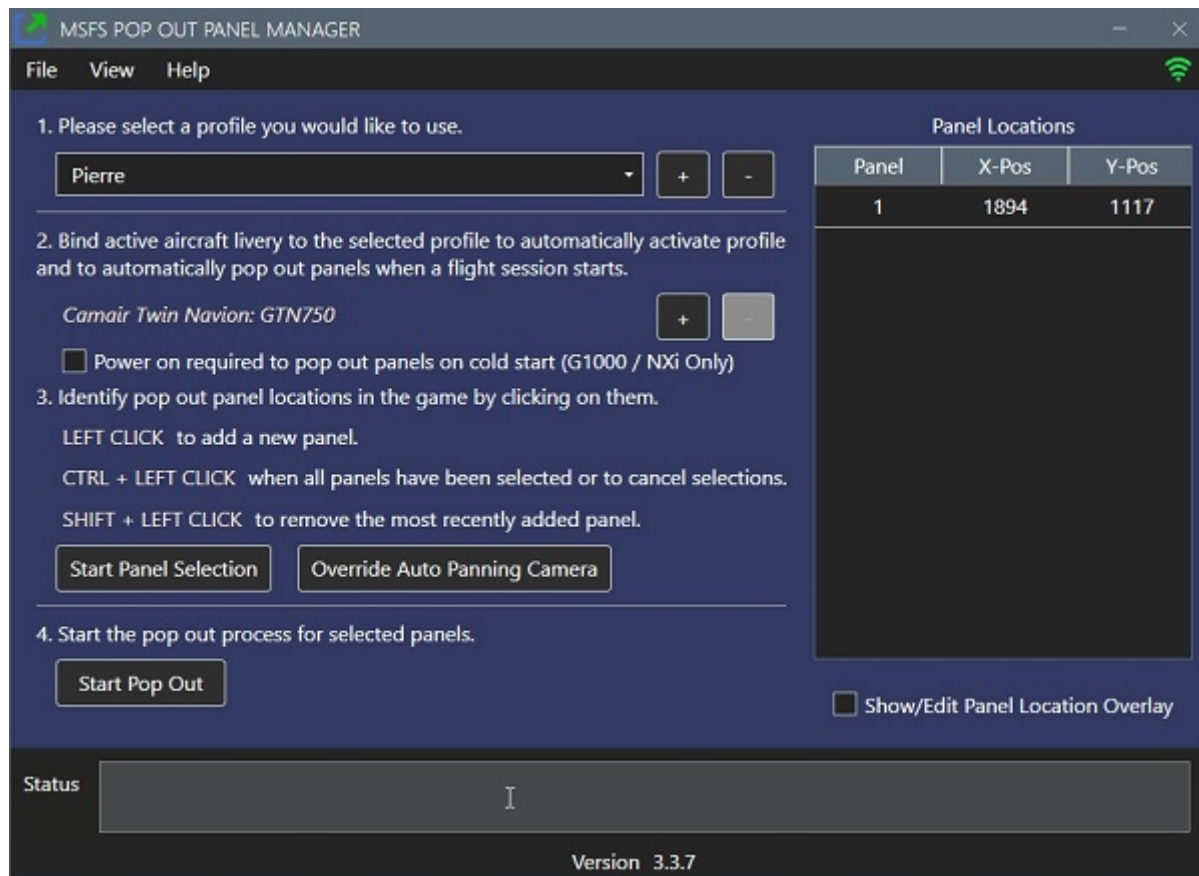 MSFS POP OUT PANEL MANAGER
File View Help
1. Please select a profile you would like to use.
Pierre
+ -
2. Bind active aircraft livery to the selected profile to automatically activate profile
and to automatically pop out panels when a flight session starts.
Camair Twin Navion: GTN750
+ -
Power on required to pop out panels on cold start (G1000 / NXi Only)
3. Identify pop out panel locations in the game by clicking on them.
LEFT CLICK to add a new panel.
CTRL + LEFT CLICK when all panels have been selected or to cancel selections.
SHIFT + LEFT CLICK to remove the most recently added panel.
Start Panel Selection Override Auto Panning Camera
4. Start the pop out process for selected panels.
Start Pop Out
Panel Locations
Panel X-Pos Y-Pos
1 1894 1117
Show/Edit Panel Location Overlay
Status
Version 3.3.7